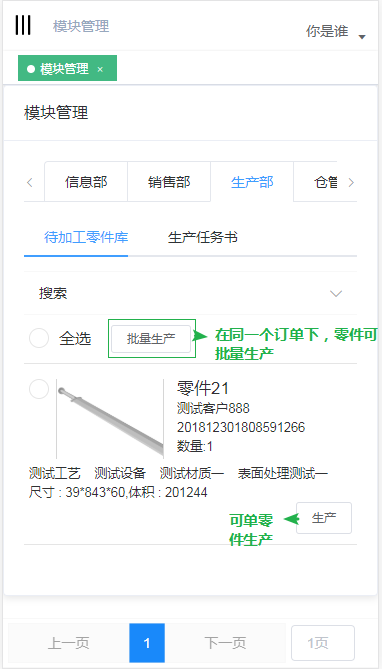 模块管理
你是谁
模块管理 ×
模块管理
信息部 销售部 生产部 仓管
待加工零件库 生产任务书
搜索
全选 批量生产
在同一个订单下，零件可
批量生产
零件21
测试客户888
201812301808591266
数量:1
测试工艺 测试设备 测试材质一 表面处理测试一
尺寸 : 39*843*60,体积 : 201244
可单零
件生产
生产
上一页 1 下一页 1页